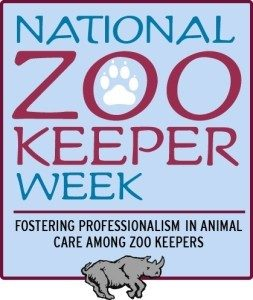 NATIONAL
ZOO
KEEPER
WEEK
FOSTERING PROFESSIONALISM IN ANIMAL
CARE AMONG ZOO KEEPERS